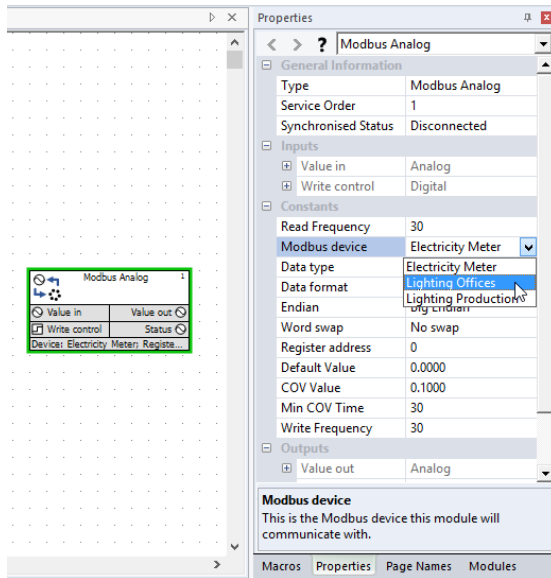 Modbus Analog 1
Value in Value out
Write control Status
Device: Electricity Meter; Registe...
Properties
? Modbus Analog
General Information
Type Modbus Analog
Service Order 1
Synchronised Status Disconnected
Inputs
Value in Analog
Write control Digital
Constants
Read Frequency 30
Modbus device Electricity Meter
Data type Electricity Meter
Data format Lighting Offices
Lighting Production
Endian Big Endian
Word swap No swap
Register address 0
Default Value 0.0000
COV Value 0.1000
Min COV Time 30
Write Frequency 30
Outputs
Value out Analog
Modbus device
This is the Modbus device this module will
communicate with.
Macros Properties Page Names Modules